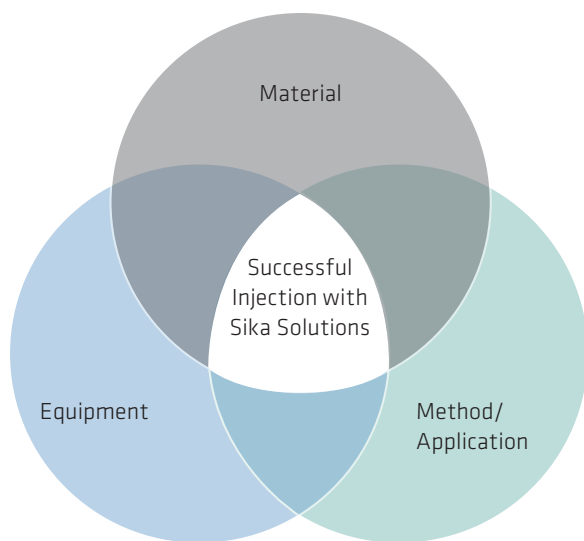 Material
Successful
Injection with
Sika Solutions
Equipment
Method/
Application